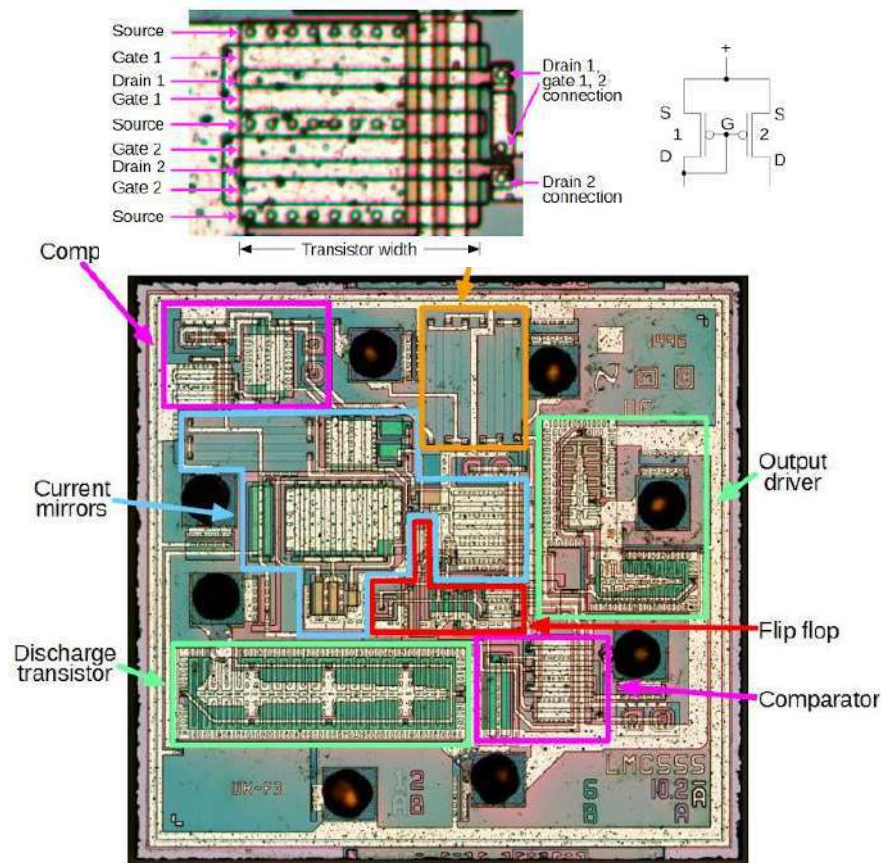 Source
Gate 1
Drain 1
Gate 1
Source
Gate 2
Drain 2
Gate 2
Source
Drain 1,
gate 1, 2
connection
Drain 2
connection
Transistor width
+
S
S
1
G
2
D
D
Comp
Current
mirrors
Output
driver
Flip flop
Discharge
transistor
Comparator
1996
M C
LMC555
10.2
A
2
B
6
B
A